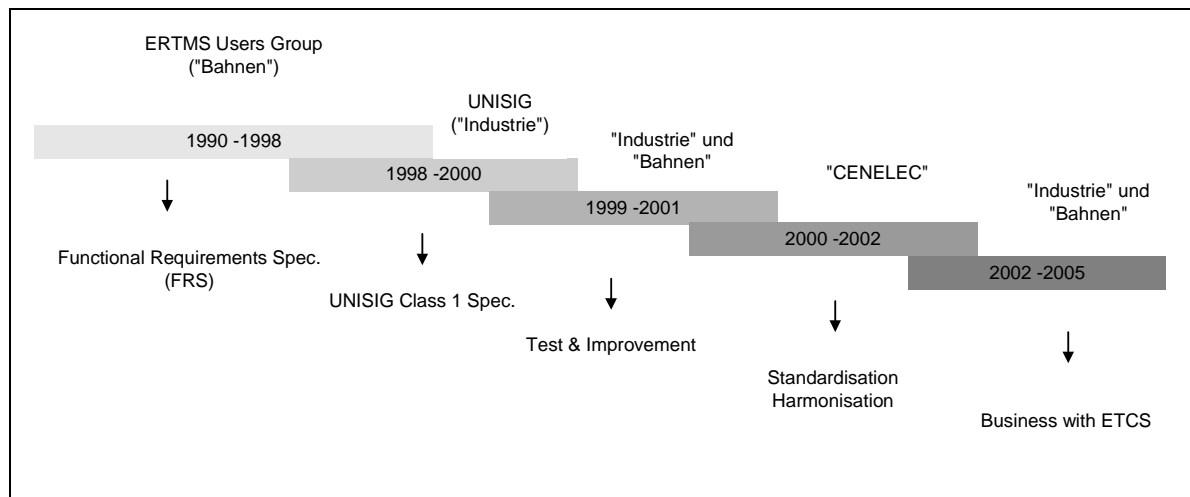 ERTMS Users Group
("Bahnen")
1990 -1998
Functional Requirements Spec.
(FRS)
UNISIG
("Industrie")
1998 -2000
UNISIG Class 1 Spec.
"Industrie" und
"Bahnen"
1999 -2001
Test & Improvement
"CENELEC"
2000 -2002
Standardisation
Harmonisation
"Industrie" und
"Bahnen"
2002 -2005
Business with ETCS